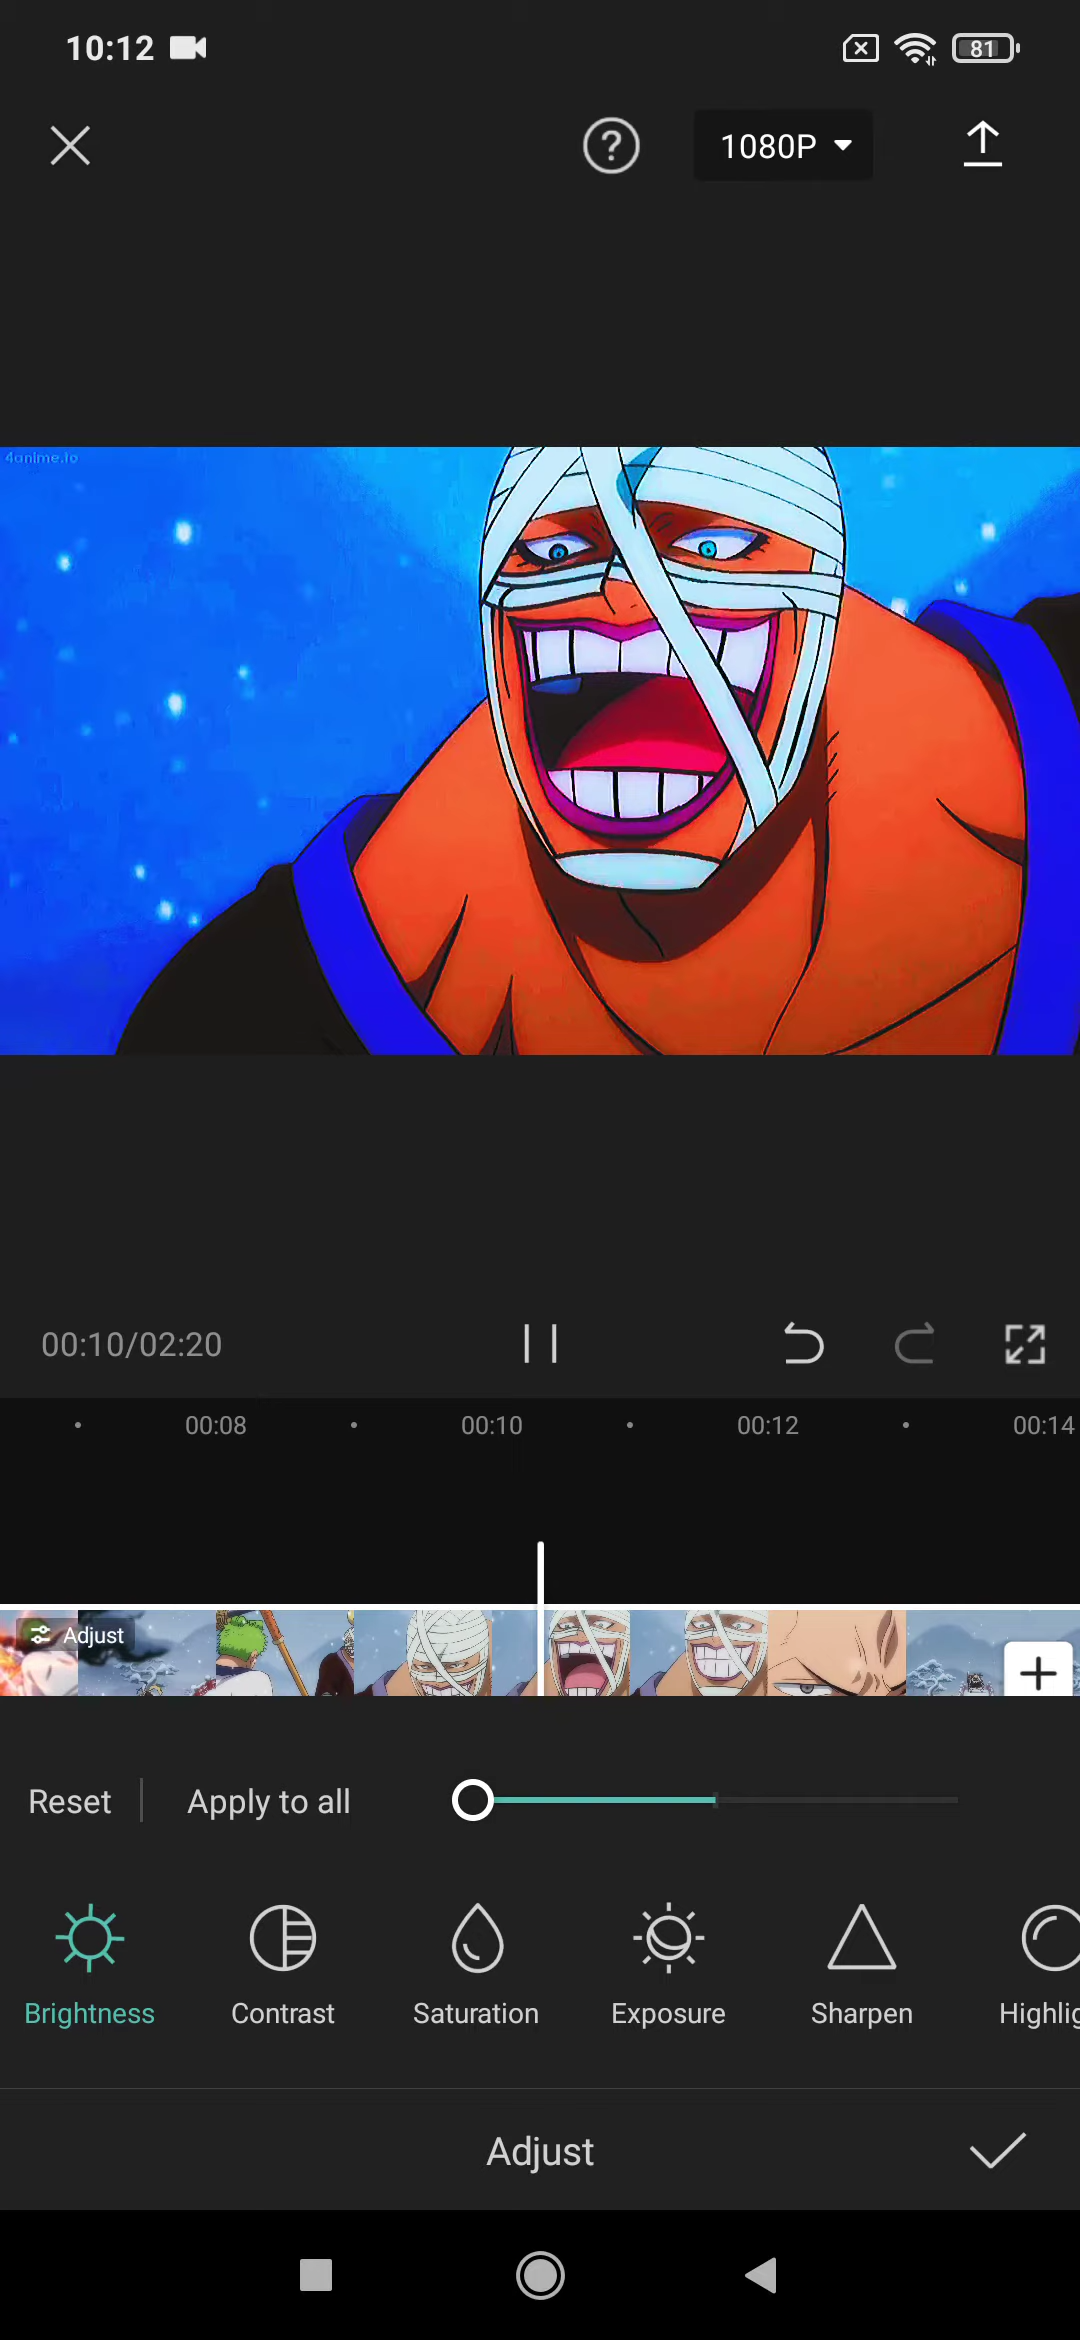 10:12
81
?
1080P
4anime.to
00:10/02:20
00:08
00:10
00:12
00:14
Adjust
Reset
Apply to all
Brightness
Contrast
Saturation
Exposure
Sharpen
Highlig
Adjust